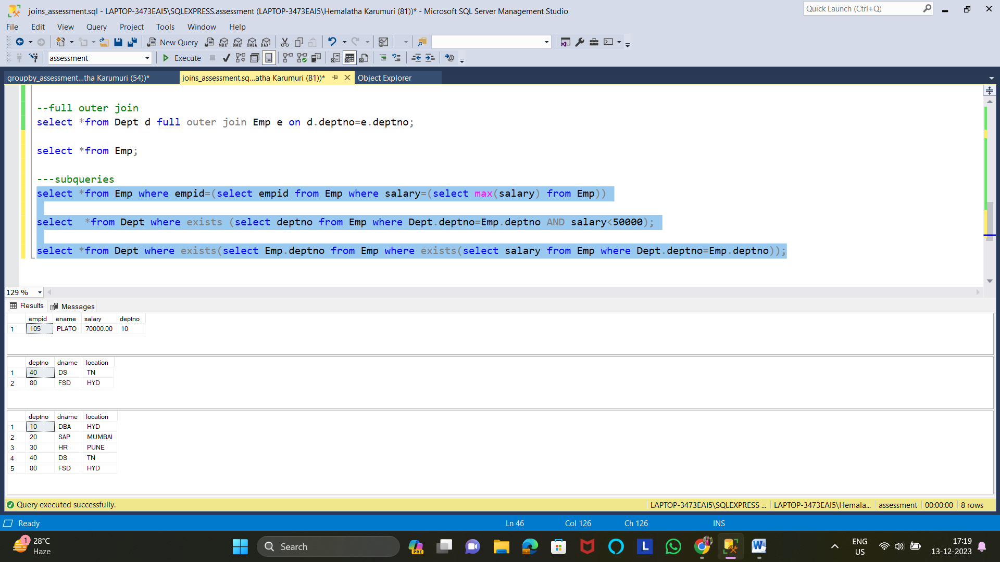 joins_assessment.sql - LAPTOP-3473EAI5\SQLEXPRESS.assessment (LAPTOP-3473EAI5\Hemalatha Karumuri (81))* - Microsoft SQL Server Management Studio
Quick Launch (Ctrl+Q)
File Edit View Query Project Tools Window Help
New Query MDX DMX XMLA DAX
assessment Execute
groupby_assessment...tha Karumuri (54))* joins_assessment.sq...atha Karumuri (81))* Object Explorer
--full outer join
select *from Dept d full outer join Emp e on d.deptno=e.deptno;
select *from Emp;
---subqueries
select *from Emp where empid=(select empid from Emp where salary=(select max(salary) from Emp))
select  *from Dept where exists (select deptno from Emp where Dept.deptno=Emp.deptno AND salary<50000);
select *from Dept where exists(select Emp.deptno from Emp where exists(select salary from Emp where Dept.deptno=Emp.deptno));
129 %
Results Messages
empid ename salary deptno
1 105 PLATO 70000.00 10
deptno dname location
1 40 DS TN
2 80 FSD HYD
deptno dname location
1 10 DBA HYD
2 20 SAP MUMBAI
3 30 HR PUNE
4 40 DS TN
5 80 FSD HYD
Query executed successfully. LAPTOP-3473EAI5\SQLEXPRESS ... LAPTOP-3473EAI5\Hemala... assessment 00:00:00 8 rows
Ready Ln 46 Col 126 Ch 126 INS
1 28°C
Haze
Search
PRE
L
W
ENG
US
17:19
13-12-2023